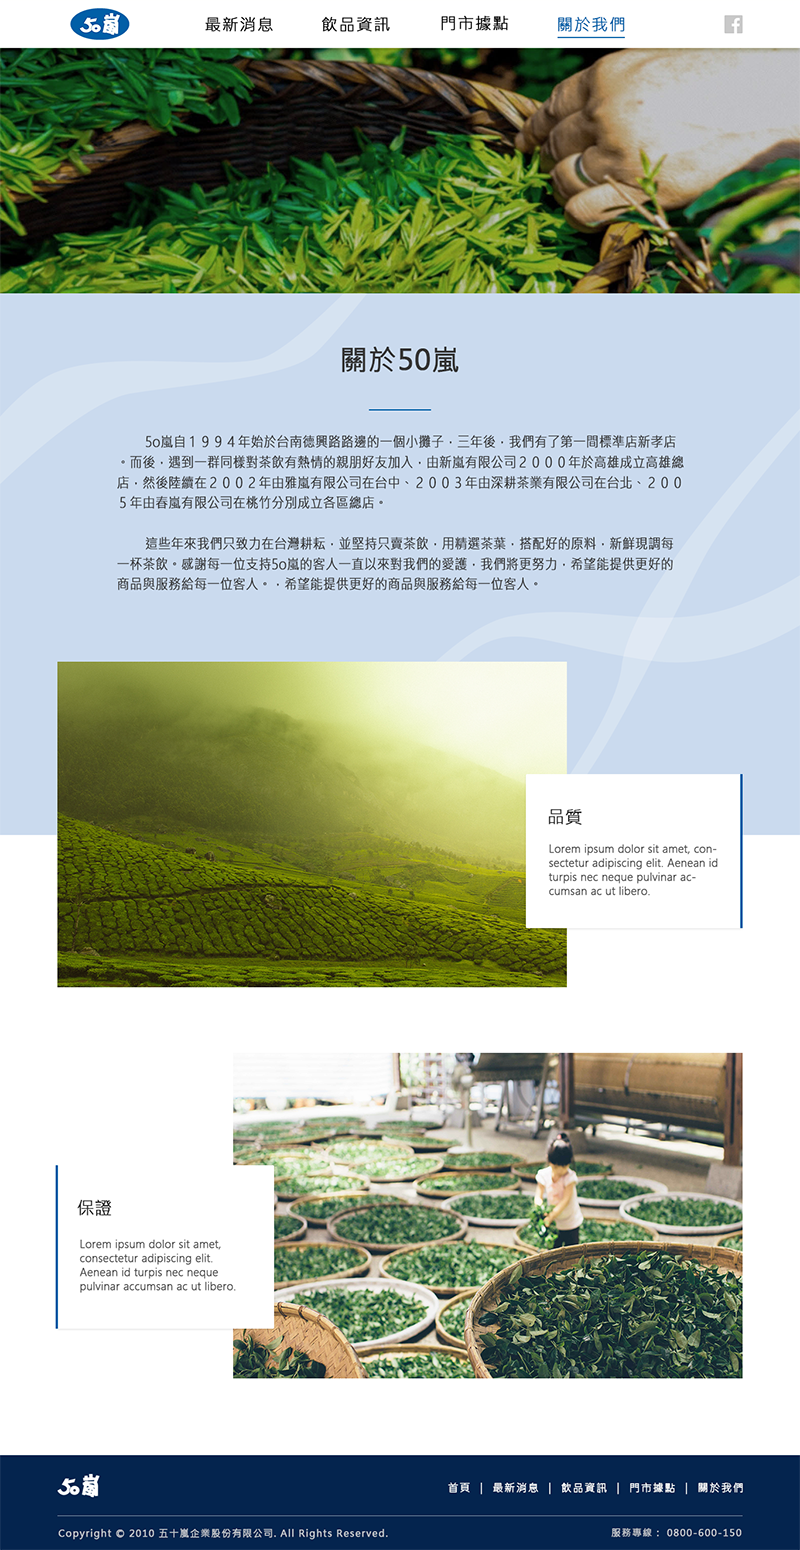 50嵐
最新消息
飲品資訊
門市據點
關於我們
關於50嵐
5o嵐自１９９４年始於台南德興路路邊的一個小攤子，三年後，我們有了第一間標準店新孝店
。而後，遇到一群同樣對茶飲有熱情的親朋好友加入，由新嵐有限公司２０００年於高雄成立高雄總
店，然後陸續在２００２年由雅嵐有限公司在台中、２００３年由深耕茶業有限公司在台北、２００
５年由春嵐有限公司在桃竹分別成立各區總店。
這些年來我們只致力在台灣耕耘，並堅持只賣茶飲，用精選茶葉，搭配好的原料，新鮮現調每
一杯茶飲。感謝每一位支持5o嵐的客人一直以來對我們的愛護，我們將更努力，希望能提供更好的
商品與服務給每一位客人。，希望能提供更好的商品與服務給每一位客人。
品質
Lorem ipsum dolor sit amet, con-
sectetur adipiscing elit. Aenean id
turpis nec neque pulvinar ac-
cumsan ac ut libero.
保證
Lorem ipsum dolor sit amet,
consectetur adipiscing elit.
Aenean id turpis nec neque
pulvinar accumsan ac ut libero.
50嵐
首頁 | 最新消息 | 飲品資訊 | 門市據點 | 關於我們
Copyright © 2010 五十嵐企業股份有限公司. All Rights Reserved.
服務專線： 0800-600-150